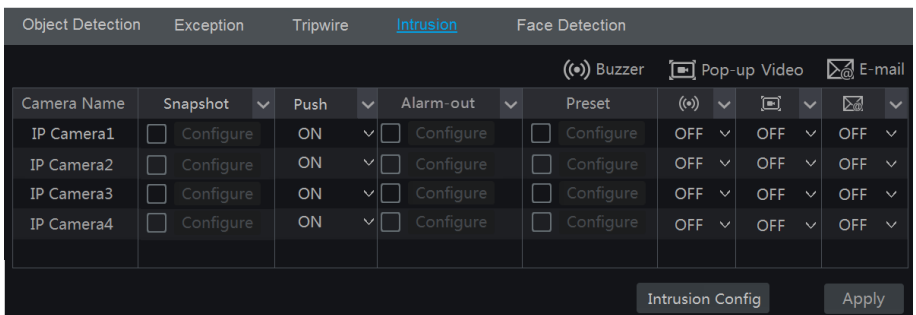 Object Detection Exception Tripwire Intrusion Face Detection
Buzzer Pop-up Video E-mail
Camera Name Snapshot Push Alarm-out Preset
IP Camera1 Configure ON Configure Configure OFF OFF OFF
IP Camera2 Configure ON Configure Configure OFF OFF OFF
IP Camera3 Configure ON Configure Configure OFF OFF OFF
IP Camera4 Configure ON Configure Configure OFF OFF OFF
Intrusion Config Apply